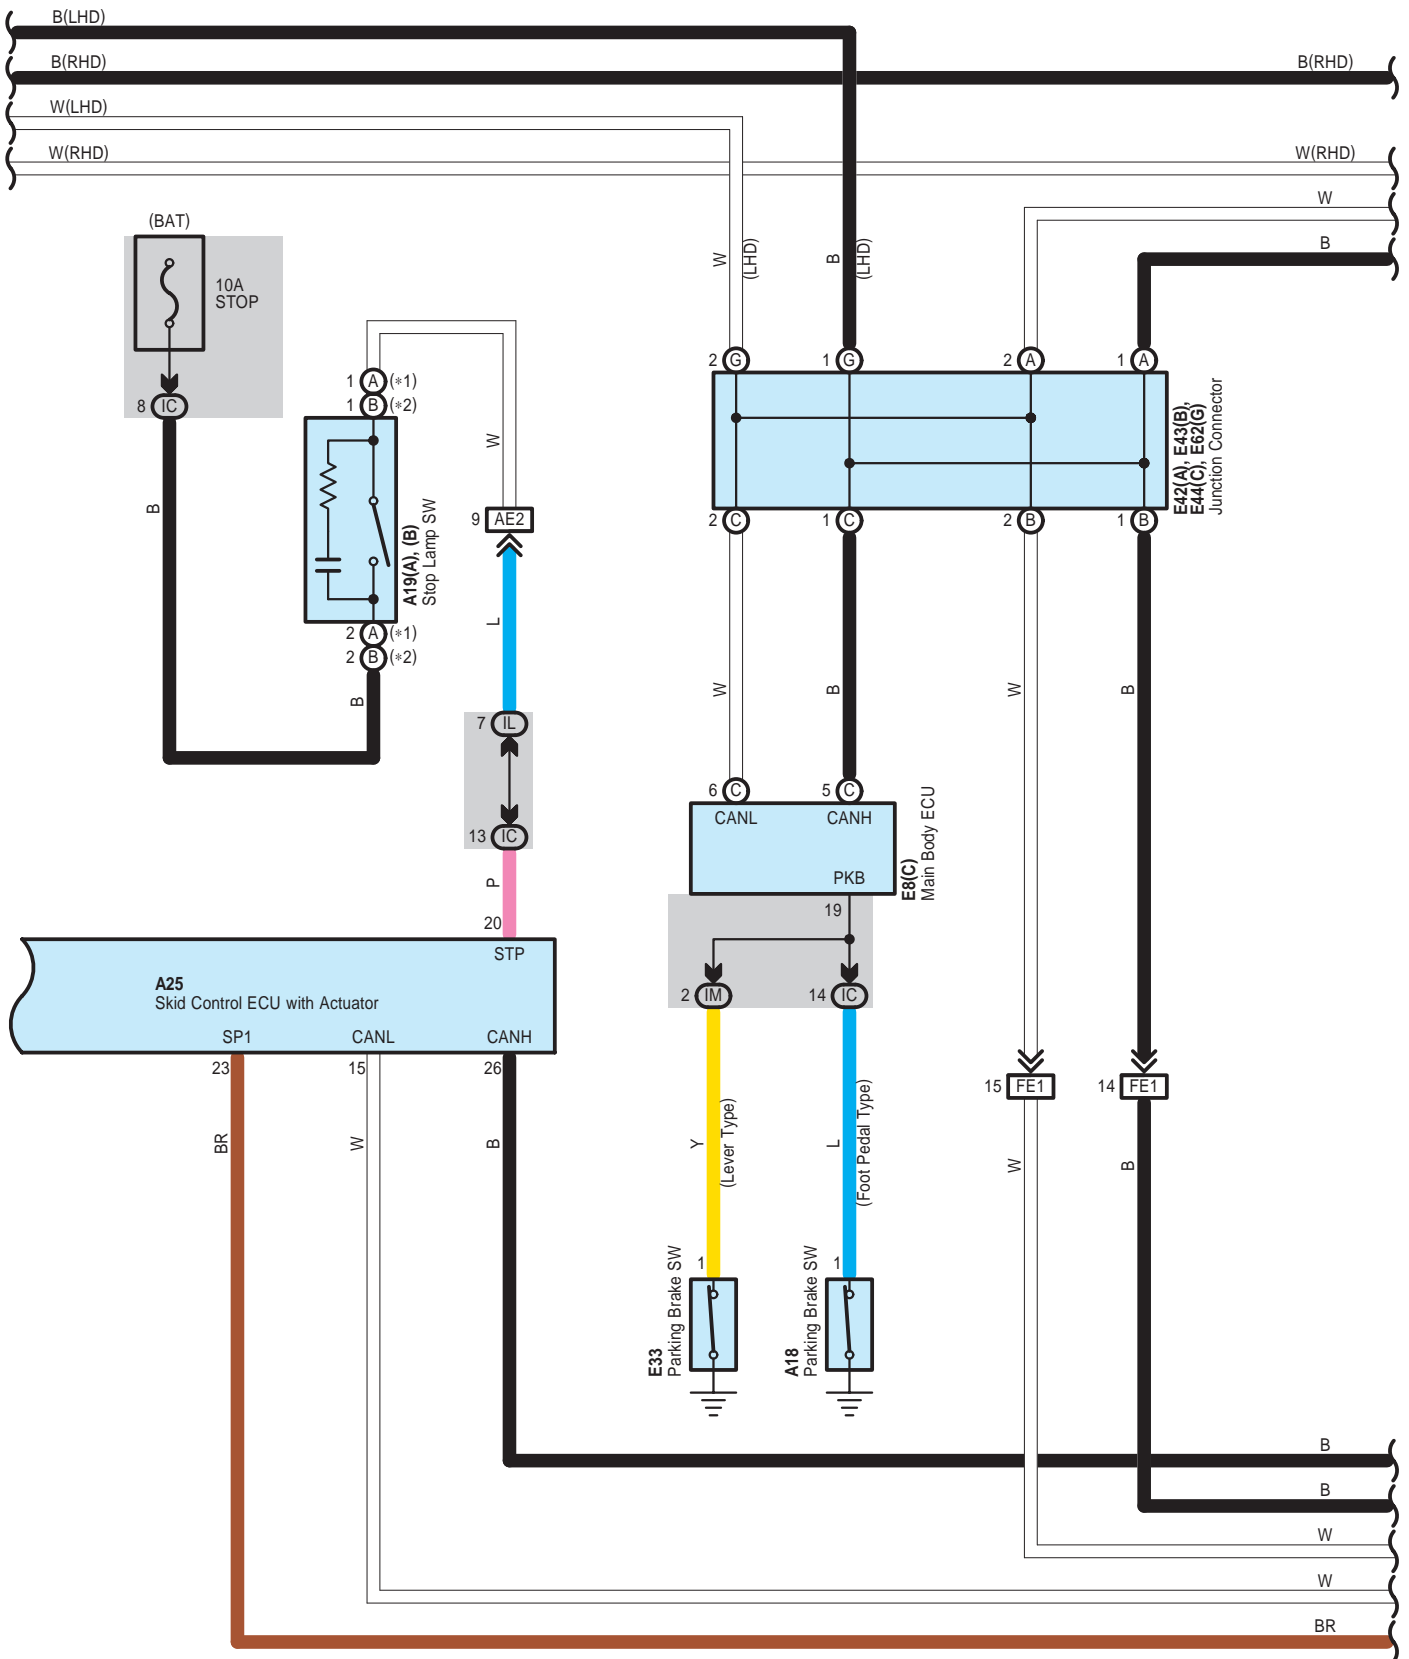 B(LHD)
B(RHD)
B(RHD)
W(LHD)
W(RHD)
W(RHD)
W
B
(BAT)
10A
STOP
8 IC
W
(LHD)
B
(LHD)
1 A (*1)
1 B (*2)
B
W
A19(A), (B)
Stop Lamp SW
9 AE2
2 A (*1)
2 B (*2)
B
L
7 IL
13 IC
P
20
2 G
1 G
2 A
1 A
E42(A), E43(B),
E44(C), E62(G)
Junction Connector
2 C
1 C
2 B
1 B
W
B
W
B
6 C
5 C
CANL
CANH
PKB
E8(C)
Main Body ECU
19
2 IM
14 IC
STP
A25
Skid Control ECU with Actuator
SP1
CANL
CANH
23
15
26
BR
W
B
Y
(Lever Type)
L
(Foot Pedal Type)
15 FE1
14 FE1
W
B
1
E33
Parking Brake SW
1
A18
Parking Brake SW
B
B
W
W
BR